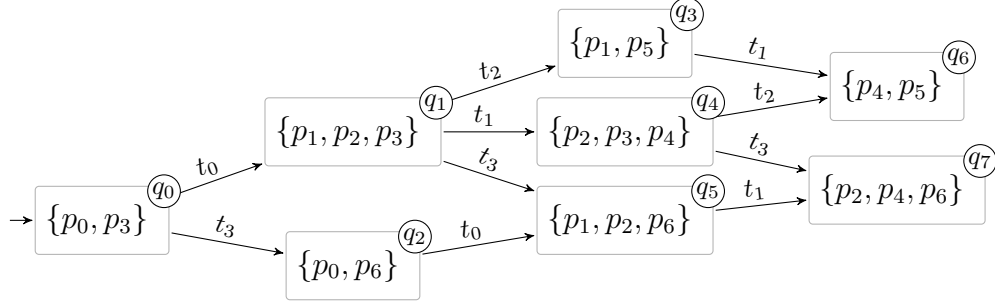 q₃
{p₁, p₅}
q₆
t₁
{p₄, p₅}
t₂
q₁
q₄
t₂
{p₁, p₂, p₃}
t₁
{p₂, p₃, p₄}
t₃
q₇
q₀
t₀
t₃
q₅
{p₂, p₄, p₆}
{p₀, p₃}
{p₁, p₂, p₆}
t₁
t₃
q₂
t₀
{p₀, p₆}